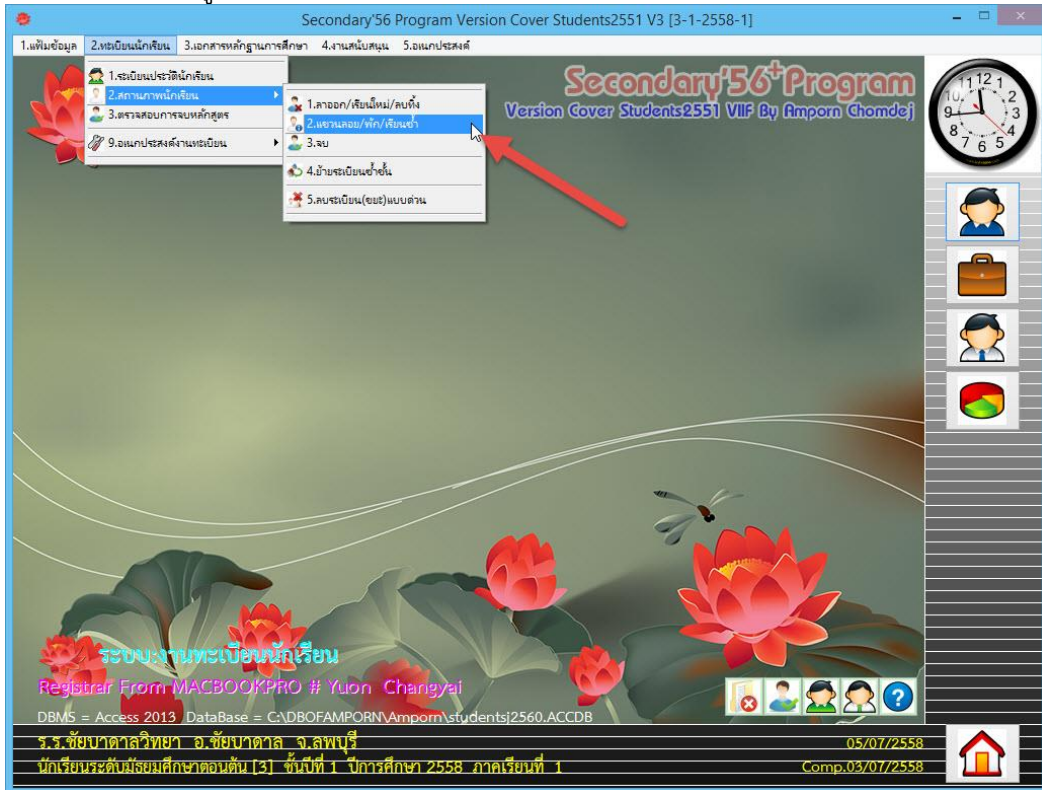 Secondary'56 Program Version Cover Students2551 V3 [3-1-2558-1]
1.แฟ้มข้อมูล 2.ทะเบียนนักเรียน 3.เอกสารหลักฐานการศึกษา 4.งานสนับสนุน 5.อเนกประสงค์
1.ระเบียนประวัตินักเรียน
2.สถานภาพนักเรียน
3.ตรวจสอบการจบหลักสูตร
9.อเนกประสงค์งานทะเบียน
1.ลาออก/เรียนใหม่/ลบทิ้ง
2.แขวนลอย/พัก/เรียนซ้ำ
3.จบ
4.ย้ายระเบียนซ้ำชั้น
5.ลบระเบียน(ขยะ)แบบด่วน
Secondary'56+Program
Version Cover Students2551 VIIF By Amporn Chomdej
11 12 1
10 2
9 3
8 4
7 6 5
ระบบ:งานทะเบียนนักเรียน
Registrar From MACBOOKPRO # Yuon Changyai
DBMS = Access 2013 DataBase = C:\DBOFAMPORN\Amporn\studentsj2560.ACCDB
ร.ร.ชัยบาดาลวิทยา อ.ชัยบาดาล จ.ลพบุรี 05/07/2558
นักเรียนระดับมัธยมศึกษาตอนต้น [3] ชั้นปีที่ 1 ปีการศึกษา 2558 ภาคเรียนที่ 1 Comp.03/07/2558